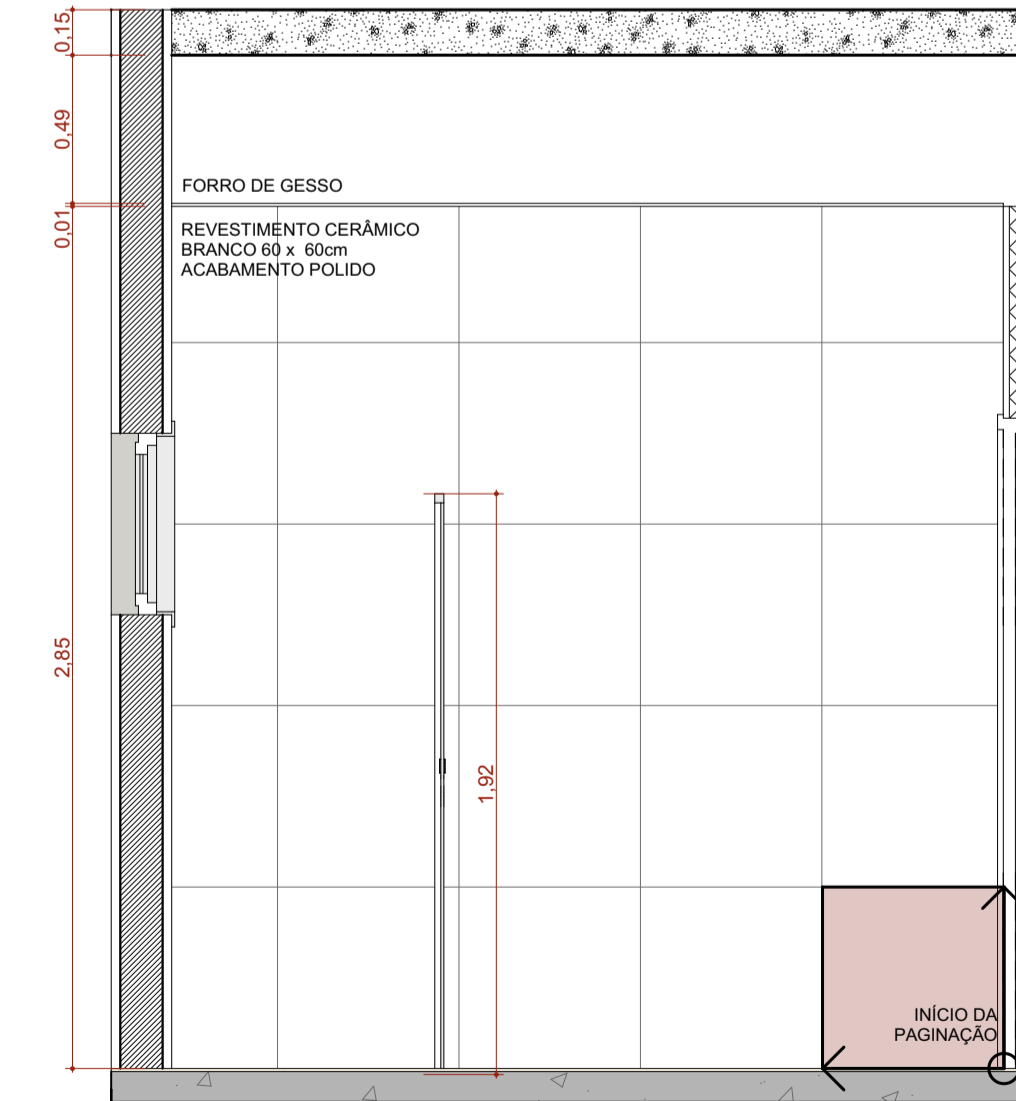 0,15
0,49
FORRO DE GESSO
0,01
REVESTIMENTO CERÂMICO
BRANCO 60 x 60cm
ACABAMENTO POLIDO
2,85
1,92
INÍCIO DA
PAGINAÇÃO